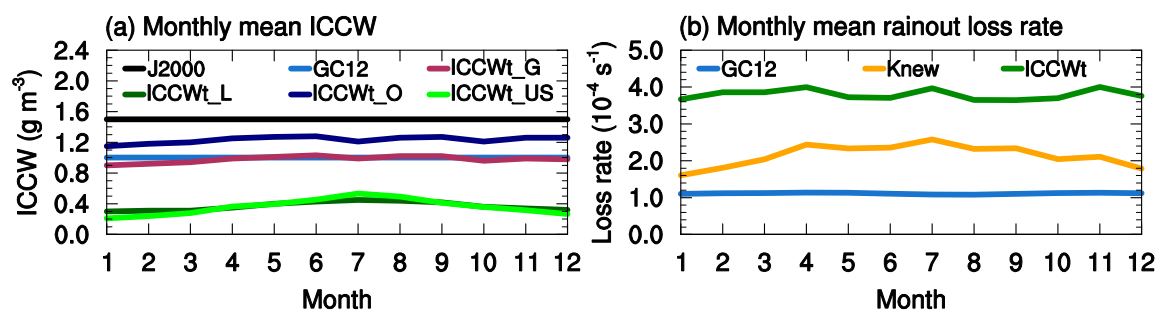 (a) Monthly mean ICCW
ICCW (g m⁻³)
2.4
2.0
1.6
1.2
0.8
0.4
0.0
J2000 GC12 ICCWt_G
ICCWt_L ICCWt_O ICCWt_US
1 2 3 4 5 6 7 8 9 10 11 12
Month
(b) Monthly mean rainout loss rate
Loss rate (10⁻⁴ s⁻¹)
5.0
4.0
3.0
2.0
1.0
0.0
GC12 Knew ICCWt
1 2 3 4 5 6 7 8 9 10 11 12
Month